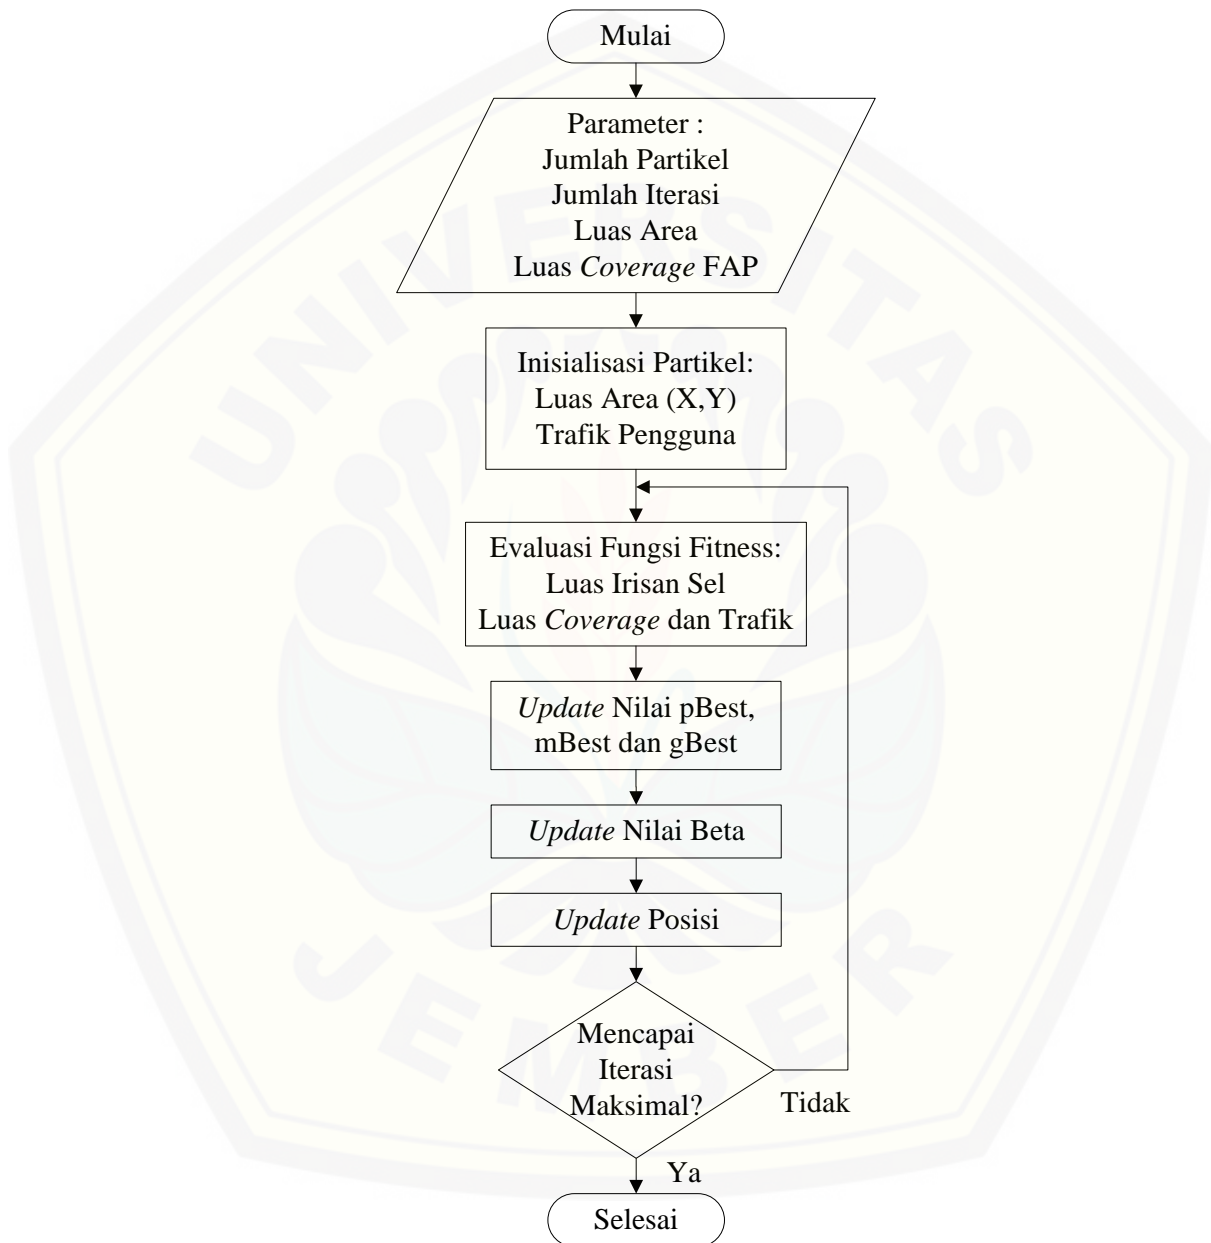 Mulai
Parameter :
Jumlah Partikel
Jumlah Iterasi
Luas Area
Luas Coverage FAP
Inisialisasi Partikel:
Luas Area (X,Y)
Trafik Pengguna
Evaluasi Fungsi Fitness:
Luas Irisan Sel
Luas Coverage dan Trafik
Update Nilai pBest,
mBest dan gBest
Update Nilai Beta
Update Posisi
Mencapai
Iterasi
Maksimal?
Tidak
Ya
Selesai
UNIVERSITAS
JEMBER